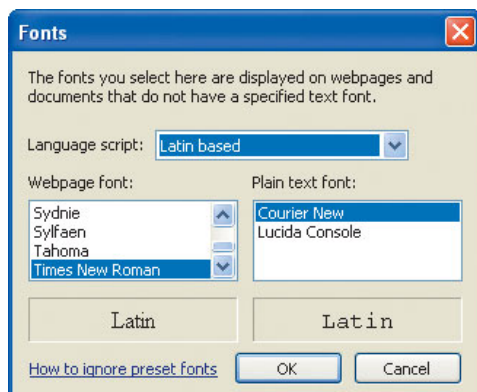 Fonts
The fonts you select here are displayed on webpages and
documents that do not have a specified text font.
Language script: Latin based
Webpage font:
Sydnie
Sylfaen
Tahoma
Times New Roman
Plain text font:
Courier New
Lucida Console
Latin
Latin
How to ignore preset fonts
OK
Cancel